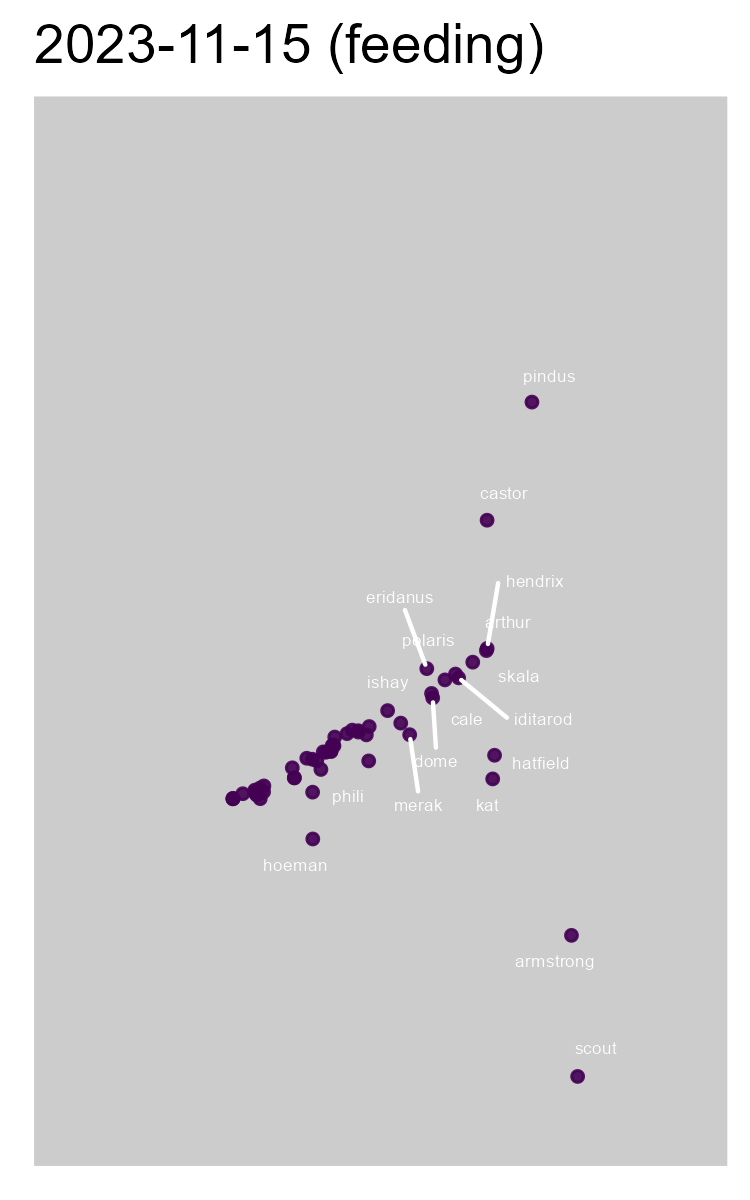 2023-11-15 (feeding)
pindus
castor
hendrix
eridanus
arthur
polaris
skala
ishay
cale
iditarod
dome
hatfield
phili
merak
kat
hoeman
armstrong
scout